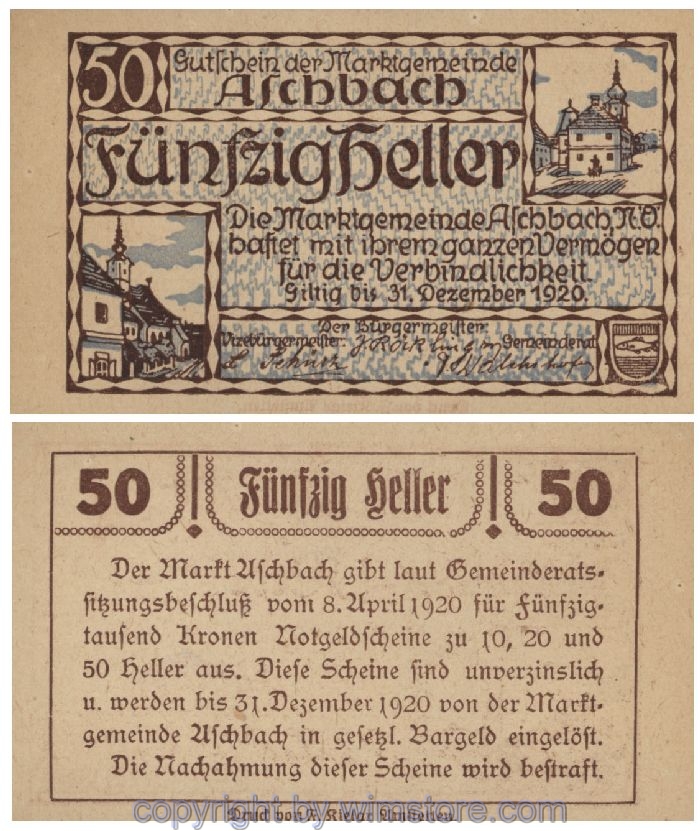 50
Gutschein der Marktgemeinde
Aschbach
Fünfzig Heller
Die Marktgemeinde Aschbach, N.Ö.
haftet mit ihrem ganzen Vermögen
für die Verbindlichkeit.
Giltig bis 31. Dezember 1920.
Der Bürgermeister:
Vizebürgermeister: Gemeinderat
50 Fünfzig Heller 50
Der Markt Aschbach gibt laut Gemeinderats-
sitzungsbeschluß vom 8. April 1920 für Fünfzig-
tausend Kronen Notgeldscheine zu 10, 20 und
50 Heller aus. Diese Scheine sind unverzinslich
u. werden bis 31. Dezember 1920 von der Markt-
gemeinde Aschbach in gesetzl. Bargeld eingelöst.
Die Nachahmung dieser Scheine wird bestraft.
Druck von Amstetten.
copyright by wimstore.com